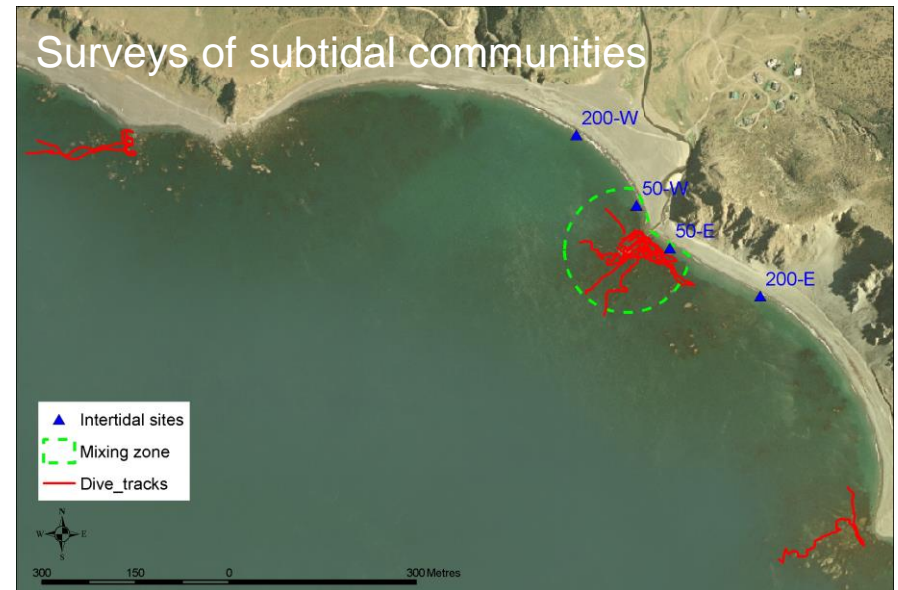 Surveys of subtidal communities
200-W
50-W
50-E
200-E
Intertidal sites
Mixing zone
Dive_tracks
N
W E
S
300 150 0 300 Metres